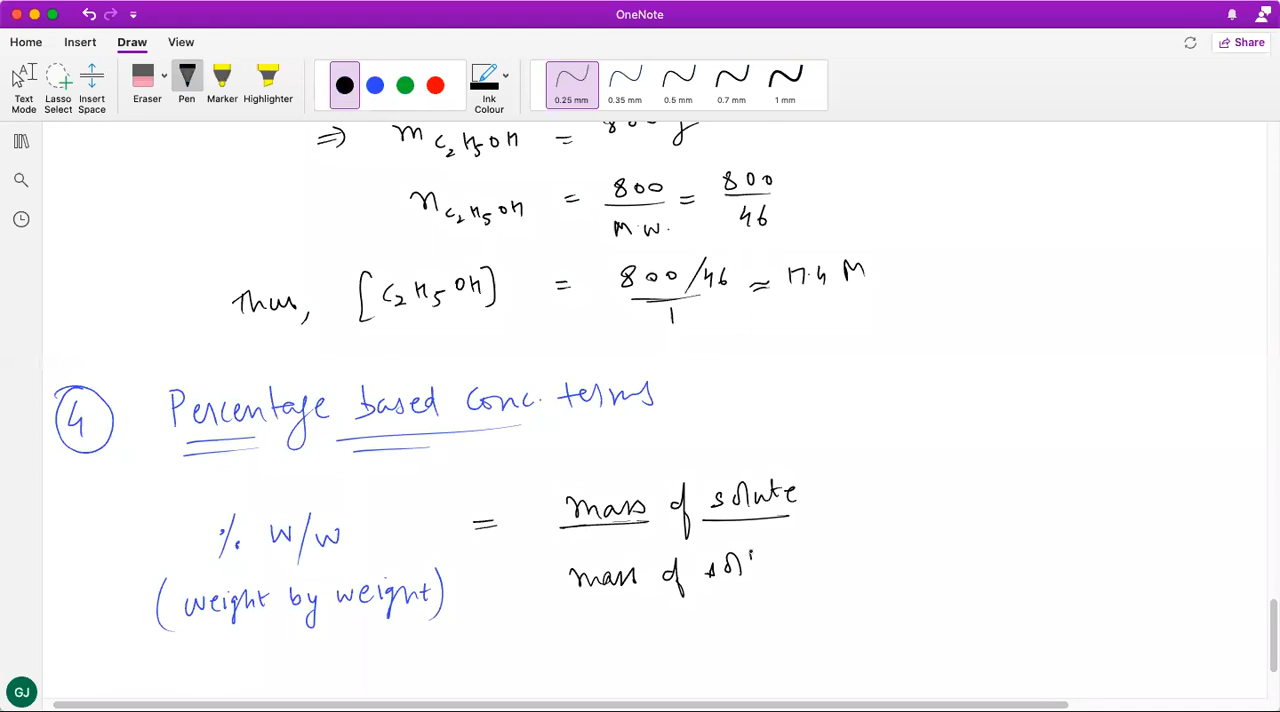 OneNote
Home Insert Draw View
Share
Text Mode
Lasso Select
Insert Space
Eraser
Pen
Marker
Highlighter
Ink Colour
0.25 mm
0.35 mm
0.5 mm
0.7 mm
1 mm
⇒ m C₂H₅OH = 800 g
n C₂H₅OH = 800/M.W. = 800/46
Thus, [C₂H₅OH] = 800/46 / 1 ≈ 17.4 M
4 Percentage based conc. terms
% w/w = mass of solute
(weight by weight) mass of sol
GJ